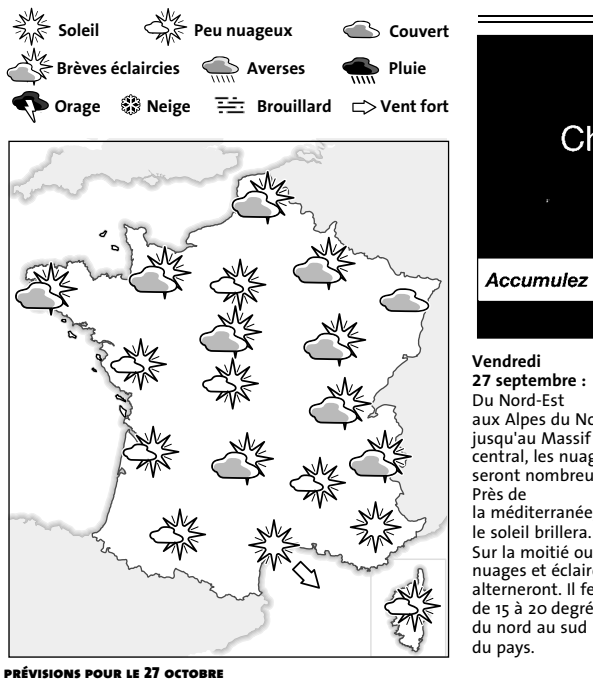 Soleil
Peu nuageux
Couvert
Brèves éclaircies
Averses
Pluie
Orage
Neige
Brouillard
Vent fort
PRÉVISIONS POUR LE 27 OCTOBRE
Ch
Accumulez
Vendredi
27 septembre :
Du Nord-Est
aux Alpes du No
jusqu'au Massif
central, les nuag
seront nombreu
Près de
la méditerranée
le soleil brillera.
Sur la moitié ou
nuages et éclairc
alterneront. Il fe
de 15 à 20 degré
du nord au sud
du pays.